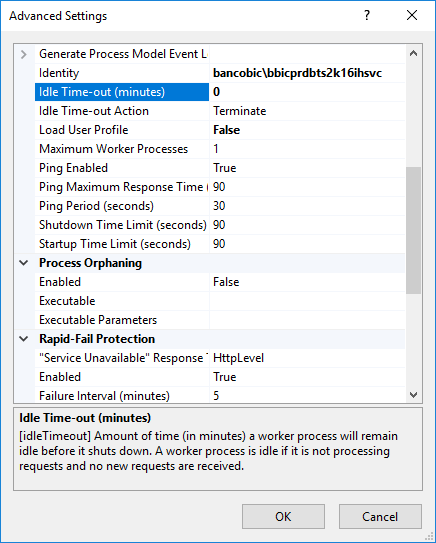 Advanced Settings
Generate Process Model Event L
Identity bancobic\bbicprdbts2k16ihsvc
Idle Time-out (minutes) 0
Idle Time-out Action Terminate
Load User Profile False
Maximum Worker Processes 1
Ping Enabled True
Ping Maximum Response Time ( 90
Ping Period (seconds) 30
Shutdown Time Limit (seconds) 90
Startup Time Limit (seconds) 90
Process Orphaning
Enabled False
Executable
Executable Parameters
Rapid-Fail Protection
"Service Unavailable" Response HttpLevel
Enabled True
Failure Interval (minutes) 5
Idle Time-out (minutes)
[idleTimeout] Amount of time (in minutes) a worker process will remain
idle before it shuts down. A worker process is idle if it is not processing
requests and no new requests are received.
OK Cancel